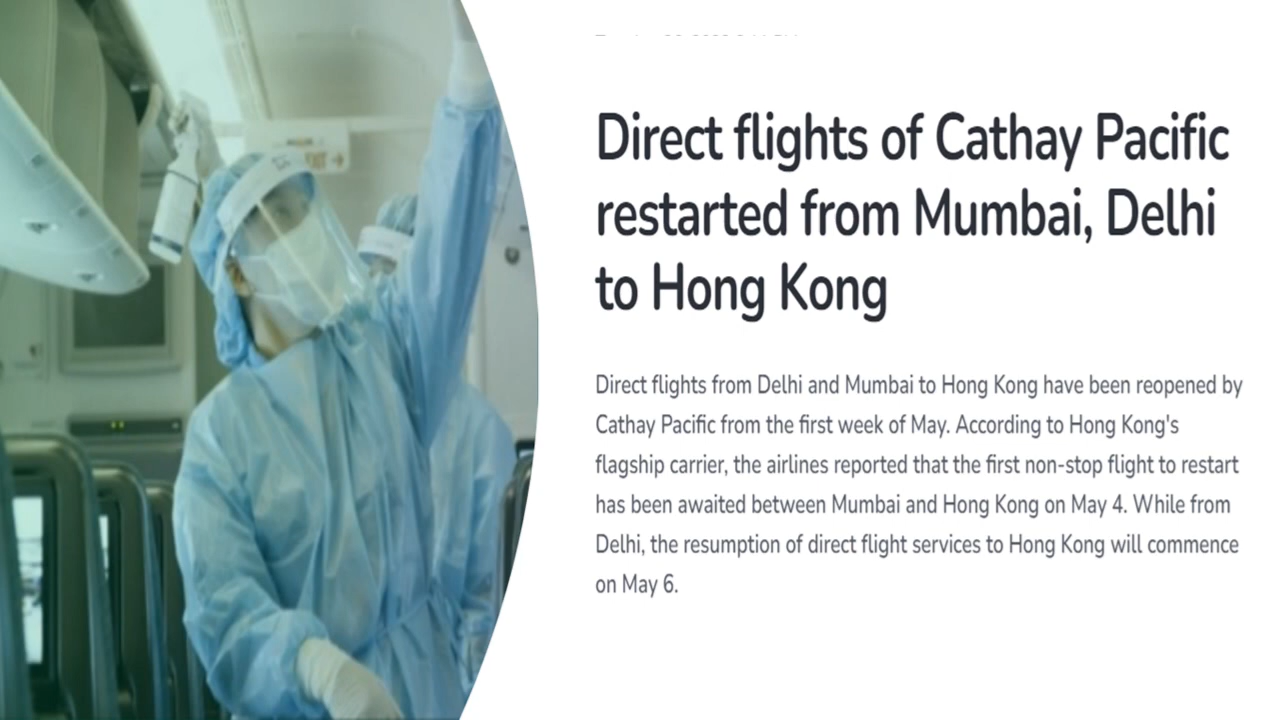 EXIT
Direct flights of Cathay Pacific
restarted from Mumbai, Delhi
to Hong Kong
Direct flights from Delhi and Mumbai to Hong Kong have been reopened by
Cathay Pacific from the first week of May. According to Hong Kong's
flagship carrier, the airlines reported that the first non-stop flight to restart
has been awaited between Mumbai and Hong Kong on May 4. While from
Delhi, the resumption of direct flight services to Hong Kong will commence
on May 6.